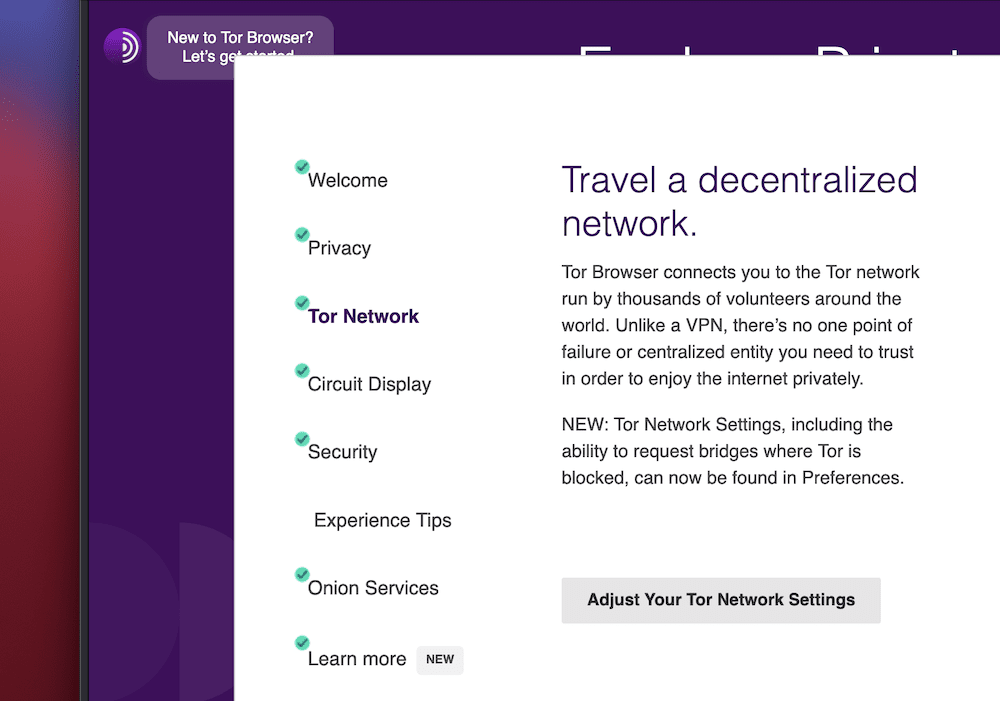 New to Tor Browser?
Let's get started
Welcome
Privacy
Tor Network
Circuit Display
Security
Experience Tips
Onion Services
Learn more NEW
Travel a decentralized
network.
Tor Browser connects you to the Tor network
run by thousands of volunteers around the
world. Unlike a VPN, there's no one point of
failure or centralized entity you need to trust
in order to enjoy the internet privately.
NEW: Tor Network Settings, including the
ability to request bridges where Tor is
blocked, can now be found in Preferences.
Adjust Your Tor Network Settings